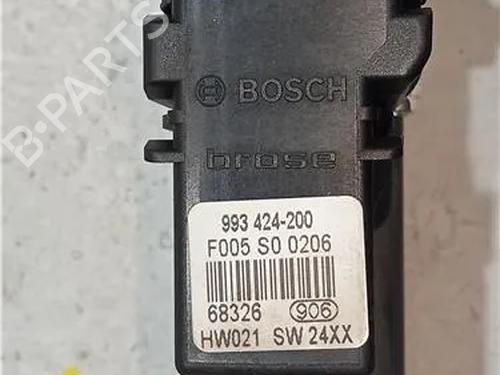 B-PARTS
BOSCH
brose
993 424-200
F005 S0 0206
68326 906
HW021 SW 24XX